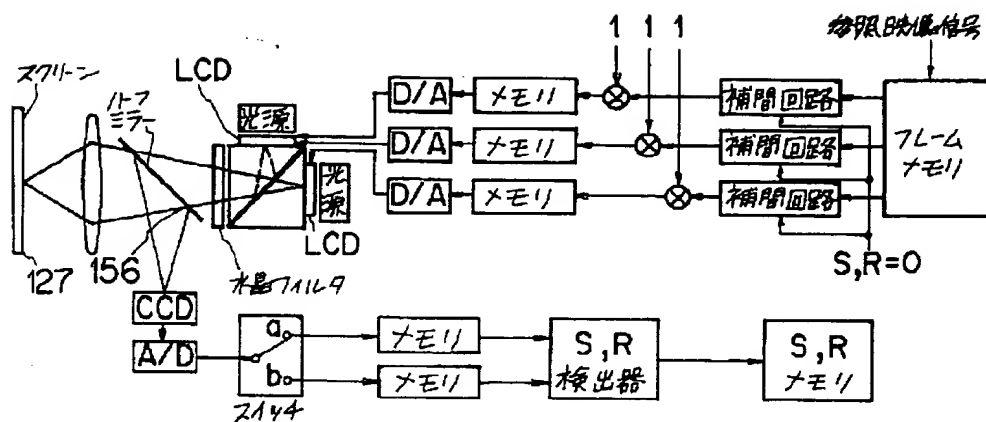 参照映像信号
1 1 1
スクリーン
LCD
ハーフ
ミラー
光源
D/A
メモリ
補間回路
フレーム
メモリ
D/A
メモリ
補間回路
光
源
D/A
メモリ
補間回路
LCD
S,R=0
127
156
水晶フィルタ
CCD
A/D
a
b
スイッチ
メモリ
メモリ
S,R
検出器
S,R
メモリ